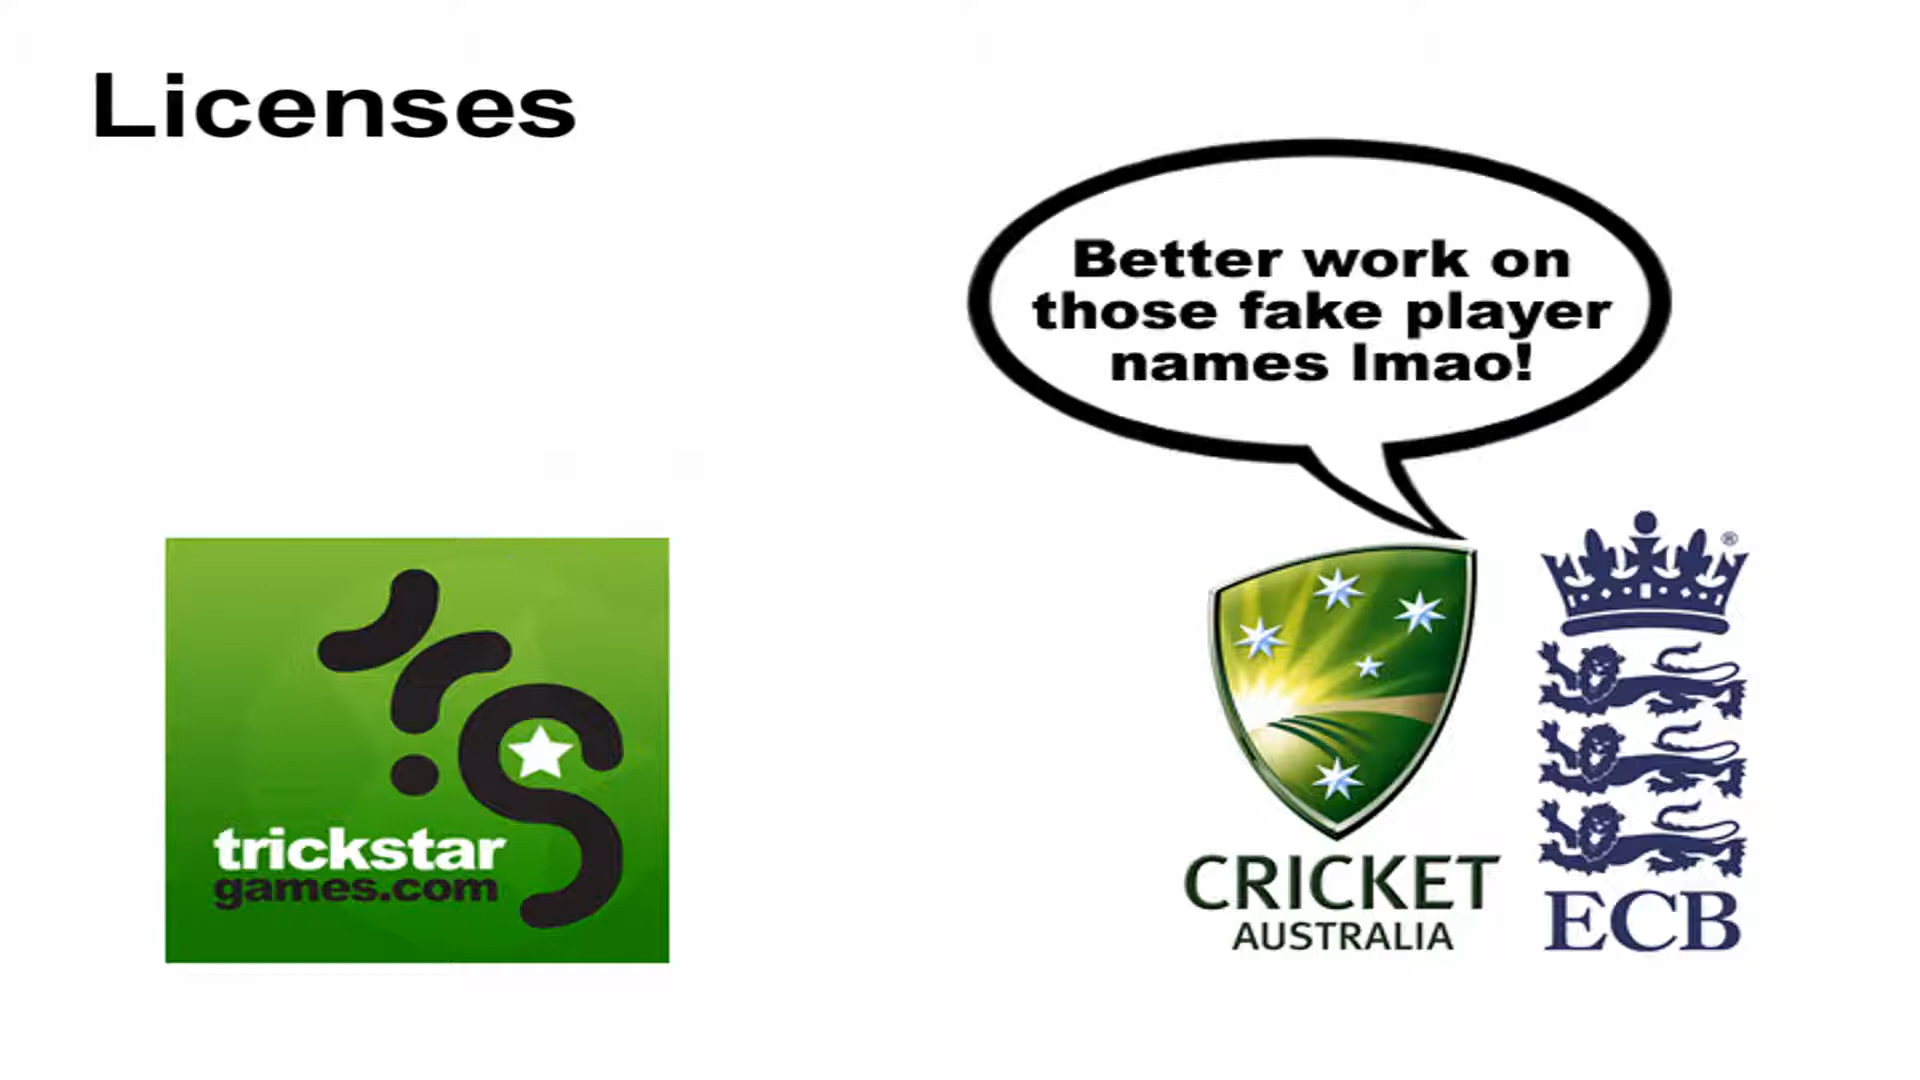 Licenses
Better work on
those fake player
names lmao!
trickstar
games.com
CRICKET
AUSTRALIA
®
ECB